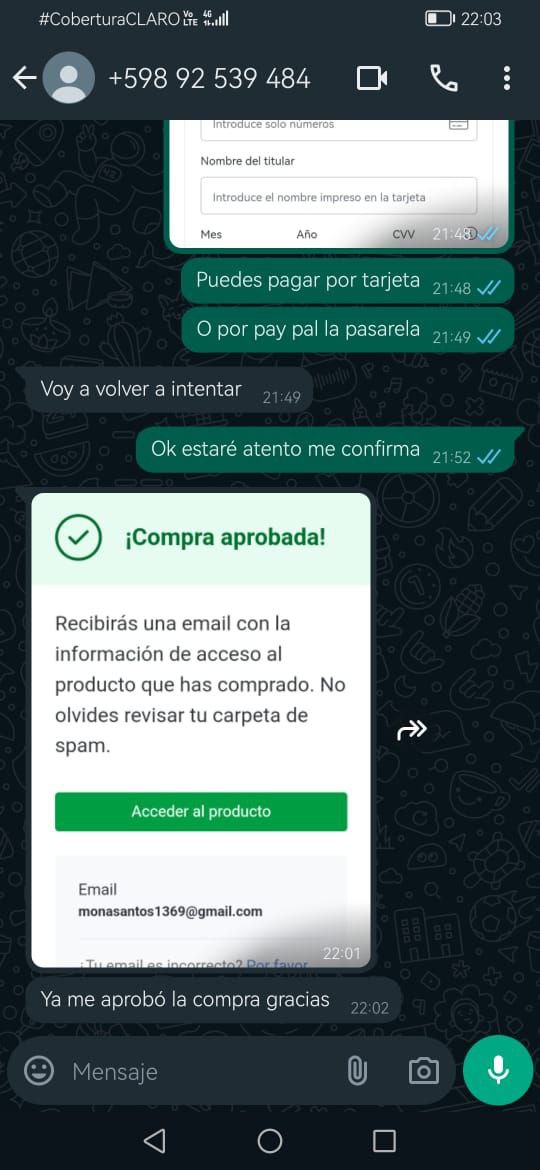 #CoberturaCLARO Vo LTE 4G 22:03
+598 92 539 484
Introduce solo números
Nombre del titular
Introduce el nombre impreso en la tarjeta
Mes Año CVV 21:48
Puedes pagar por tarjeta 21:48
O por pay pal la pasarela 21:49
Voy a volver a intentar 21:49
Ok estaré atento me confirma 21:52
¡Compra aprobada!
Recibirás una email con la
información de acceso al
producto que has comprado. No
olvides revisar tu carpeta de
spam.
Acceder al producto
Email
monasantos1369@gmail.com
¿Tu email es incorrecto? Por favor
22:01
Ya me aprobó la compra gracias 22:02
Mensaje